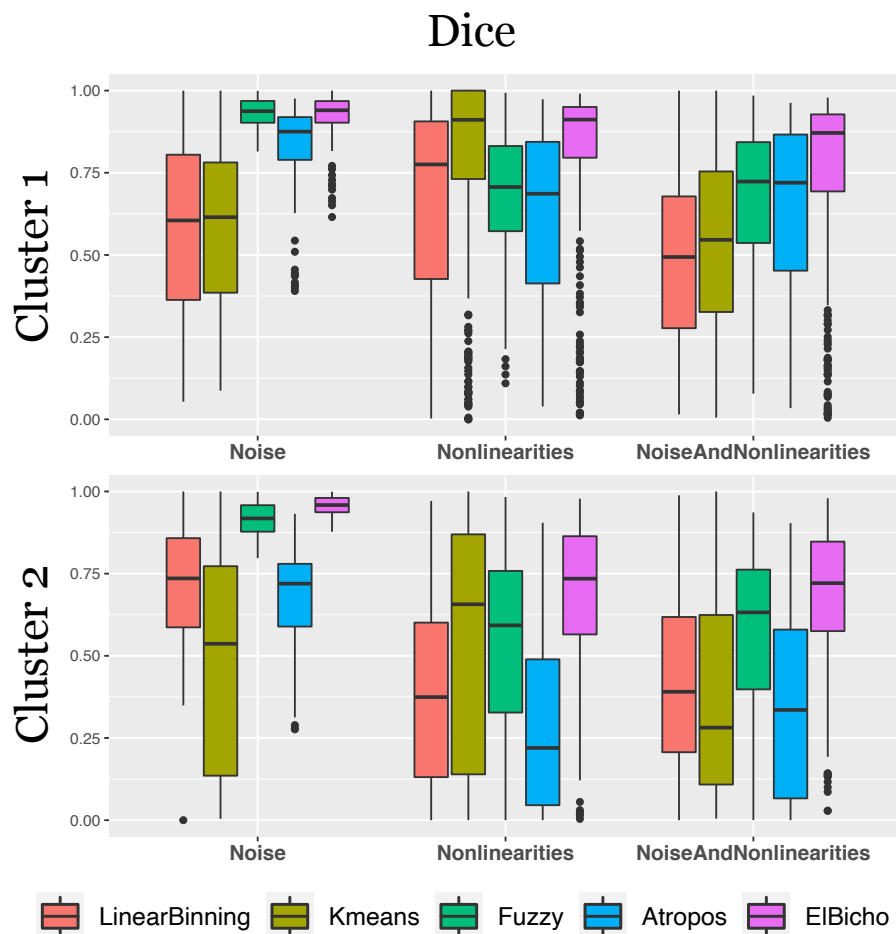 Dice
Cluster 1
1.00
0.75
0.50
0.25
0.00
Noise Nonlinearities NoiseAndNonlinearities
Cluster 2
1.00
0.75
0.50
0.25
0.00
Noise Nonlinearities NoiseAndNonlinearities
LinearBinning Kmeans Fuzzy Atropos ElBicho